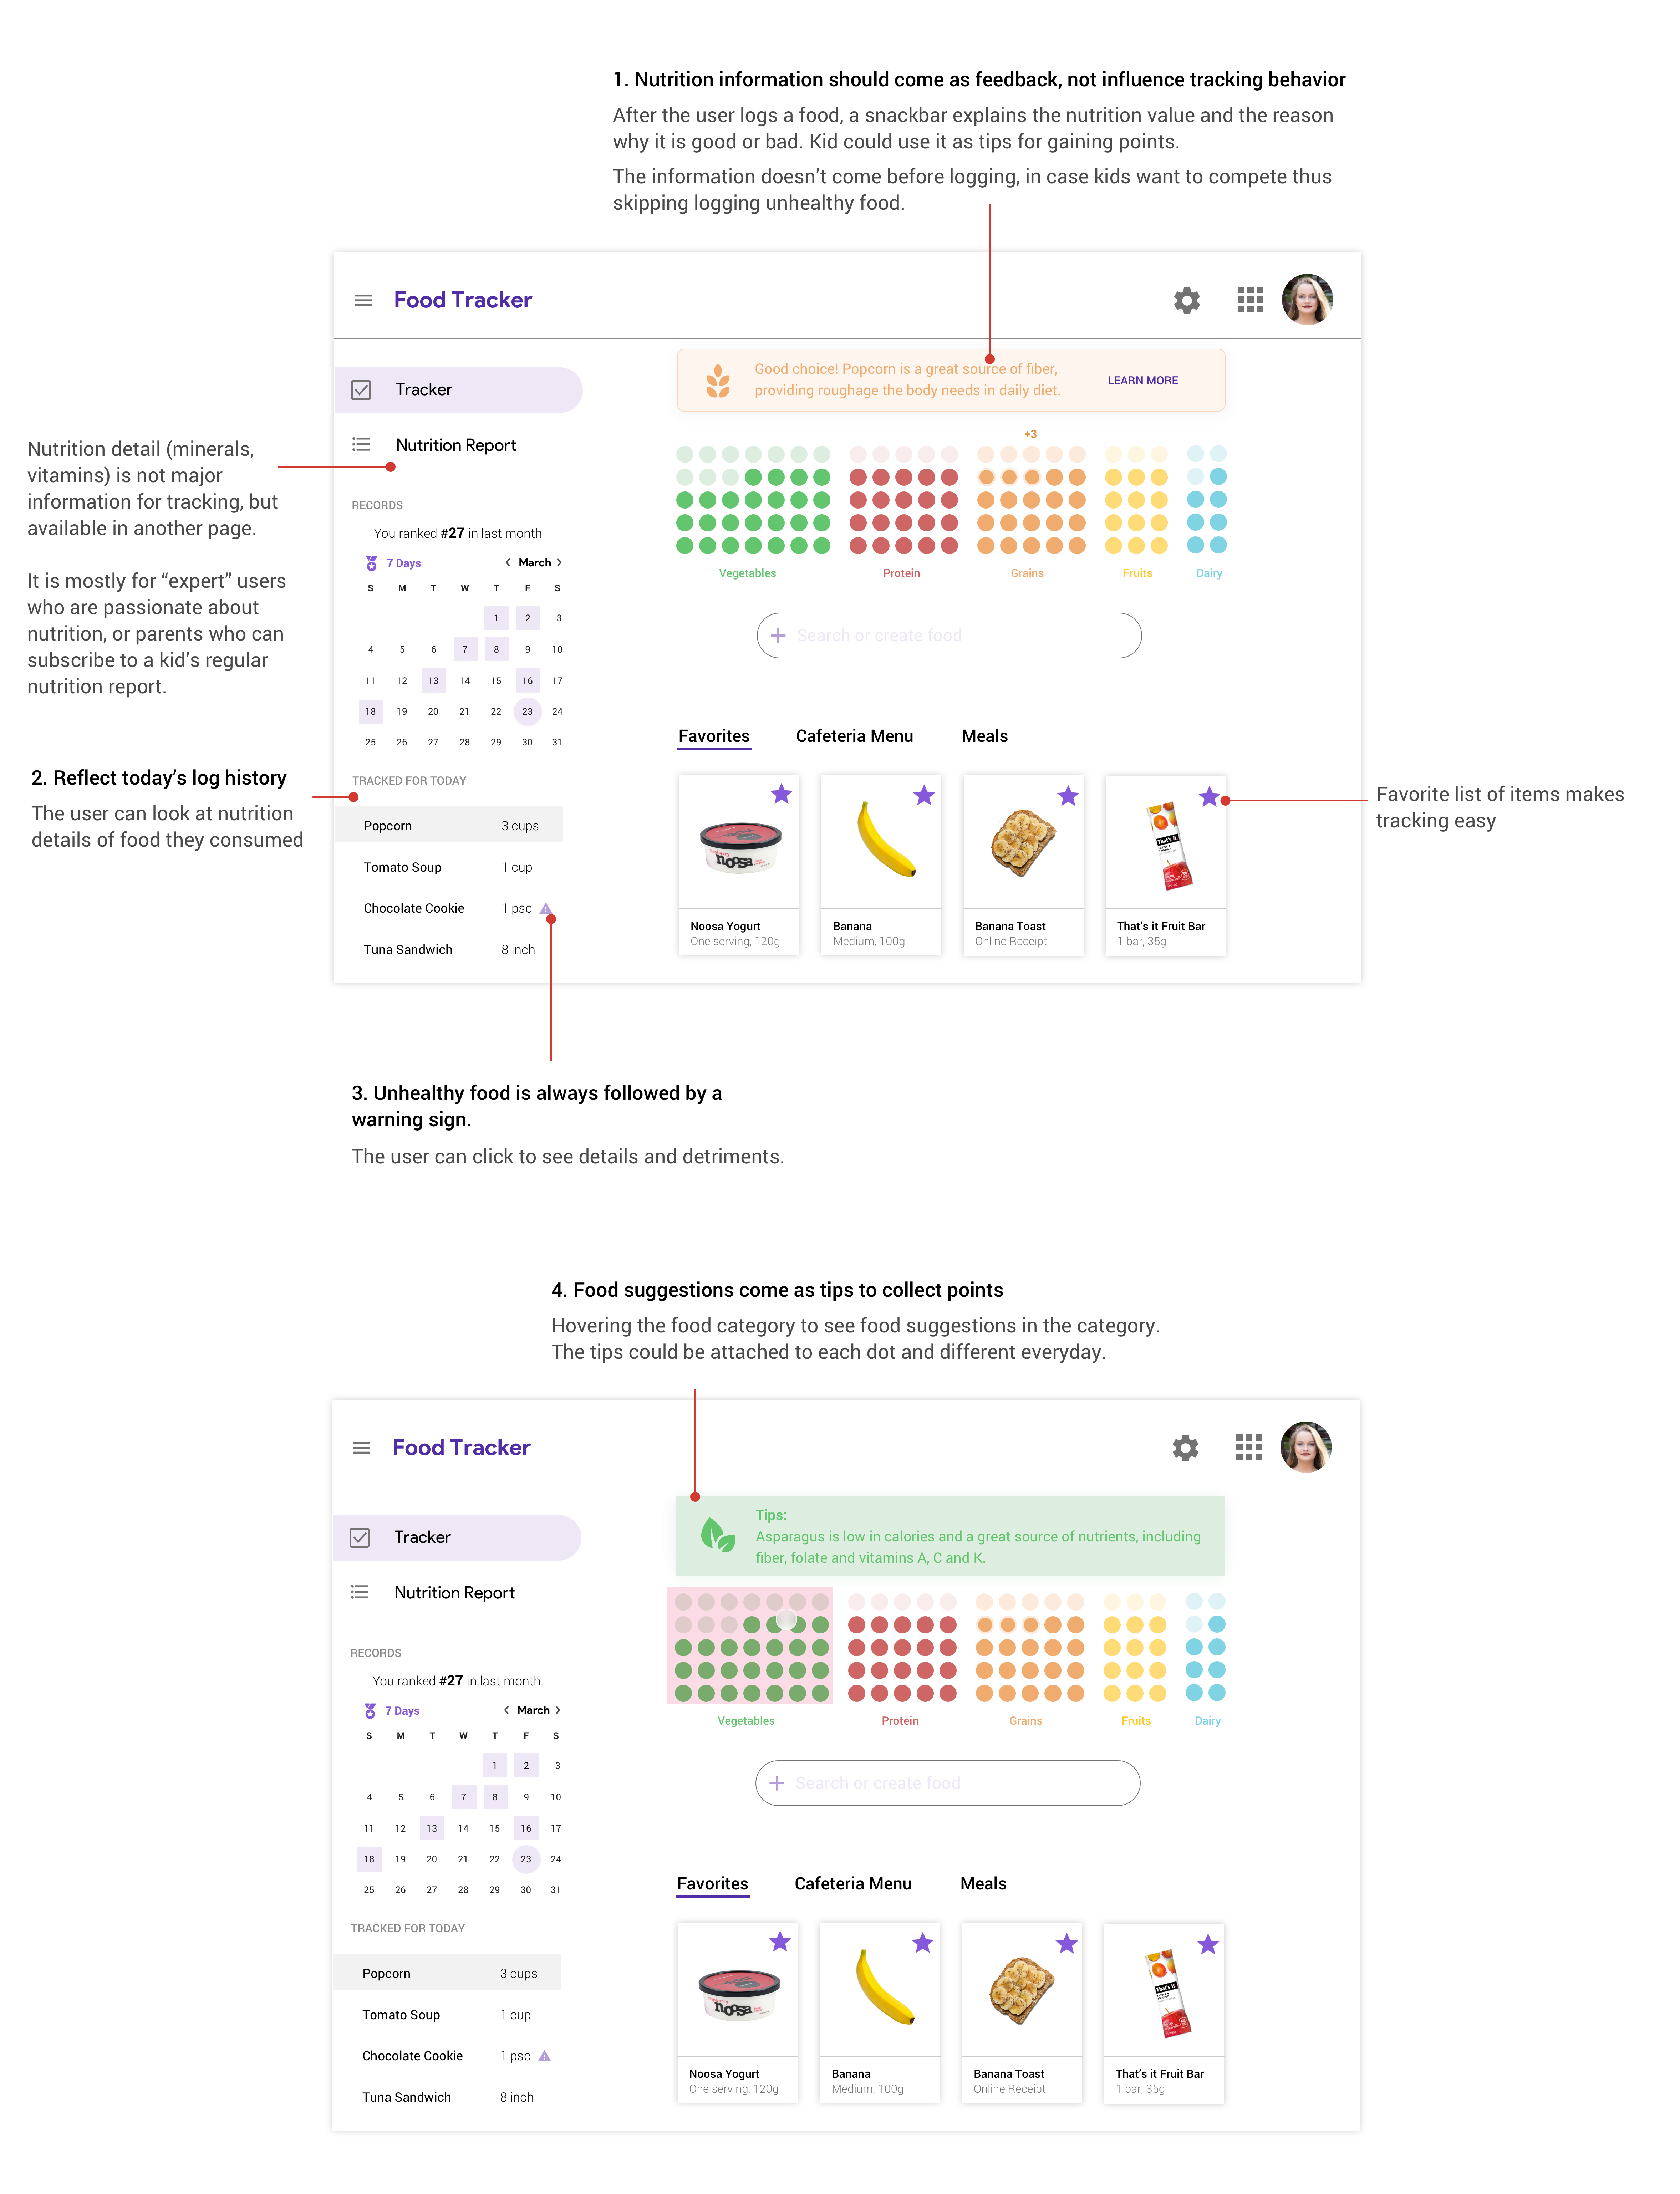 1. Nutrition information should come as feedback, not influence tracking behavior
After the user logs a food, a snackbar explains the nutrition value and the reason
why it is good or bad. Kid could use it as tips for gaining points.
The information doesn’t come before logging, in case kids want to compete thus
skipping logging unhealthy food.
Food Tracker
Tracker
Nutrition Report
Good choice! Popcorn is a great source of fiber,
providing roughage the body needs in daily diet.
LEARN MORE
+3
Vegetables Protein Grains Fruits Dairy
Search or create food
Nutrition detail (minerals,
vitamins) is not major
information for tracking, but
available in another page.
It is mostly for “expert” users
who are passionate about
nutrition, or parents who can
subscribe to a kid’s regular
nutrition report.
RECORDS
You ranked #27 in last month
7 Days March
S M T W T F S
1 2 3
4 5 6 7 8 9 10
11 12 13 14 15 16 17
18 19 20 21 22 23 24
25 26 27 28 29 30 31
2. Reflect today’s log history
The user can look at nutrition
details of food they consumed
TRACKED FOR TODAY
Popcorn 3 cups
Tomato Soup 1 cup
Chocolate Cookie 1 psc
Tuna Sandwich 8 inch
Favorites Cafeteria Menu Meals
noosa
That's it.
Noosa Yogurt
One serving, 120g
Banana
Medium, 100g
Banana Toast
Online Receipt
That’s it Fruit Bar
1 bar, 35g
Favorite list of items makes
tracking easy
3. Unhealthy food is always followed by a
warning sign.
The user can click to see details and detriments.
4. Food suggestions come as tips to collect points
Hovering the food category to see food suggestions in the category.
The tips could be attached to each dot and different everyday.
Food Tracker
Tracker
Nutrition Report
Tips:
Asparagus is low in calories and a great source of nutrients, including
fiber, folate and vitamins A, C and K.
Vegetables Protein Grains Fruits Dairy
Search or create food
RECORDS
You ranked #27 in last month
7 Days March
S M T W T F S
1 2 3
4 5 6 7 8 9 10
11 12 13 14 15 16 17
18 19 20 21 22 23 24
25 26 27 28 29 30 31
TRACKED FOR TODAY
Popcorn 3 cups
Tomato Soup 1 cup
Chocolate Cookie 1 psc
Tuna Sandwich 8 inch
Favorites Cafeteria Menu Meals
noosa
That's it.
Noosa Yogurt
One serving, 120g
Banana
Medium, 100g
Banana Toast
Online Receipt
That’s it Fruit Bar
1 bar, 35g